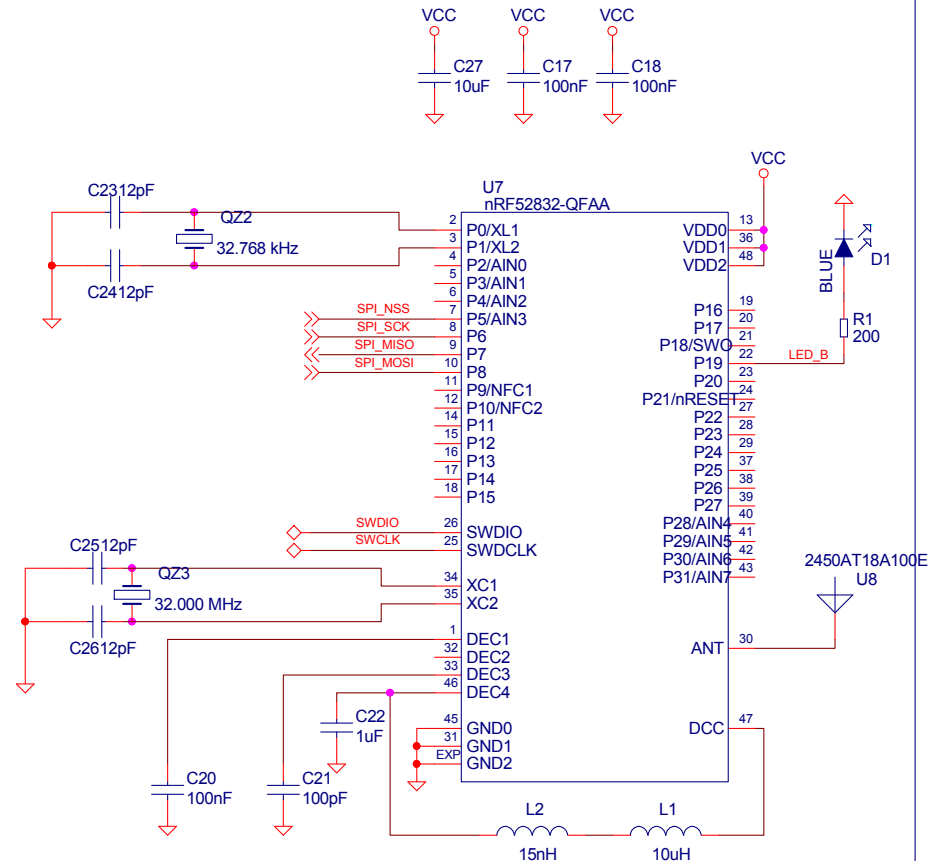 VCC VCC VCC
C27 C17 C18
10uF 100nF 100nF
VCC
U7
nRF52832-QFAA
C2312pF
QZ2
32.768 kHz
C2412pF
2 P0/XL1
3 P1/XL2
4 P2/AIN0
5 P3/AIN1
6 P4/AIN2
SPI_NSS 7 P5/AIN3
SPI_SCK 8 P6
SPI_MISO 9 P7
SPI_MOSI 10 P8
11 P9/NFC1
12 P10/NFC2
14 P11
15 P12
16 P13
17 P14
18 P15
SWDIO 26 SWDIO
SWCLK 25 SWDCLK
C2512pF
QZ3
32.000 MHz
C2612pF
34 XC1
35 XC2
1 DEC1
32 DEC2
33 DEC3
46 DEC4
45 GND0
31 GND1
EXP GND2
C22
1uF
C20
100nF
C21
100pF
VDD0 13
VDD1 36
VDD2 48
P16 19
P17 20
P18/SWO 21
P19 22 LED_B
P20 23
P21/nRESET 24
P22 27
P23 28
P24 29
P25 37
P26 38
P27 39
P28/AIN4 40
P29/AIN5 41
P30/AIN6 42
P31/AIN7 43
ANT 30
DCC 47
BLUE
D1
R1
200
2450AT18A100E
U8
L2 L1
15nH 10uH